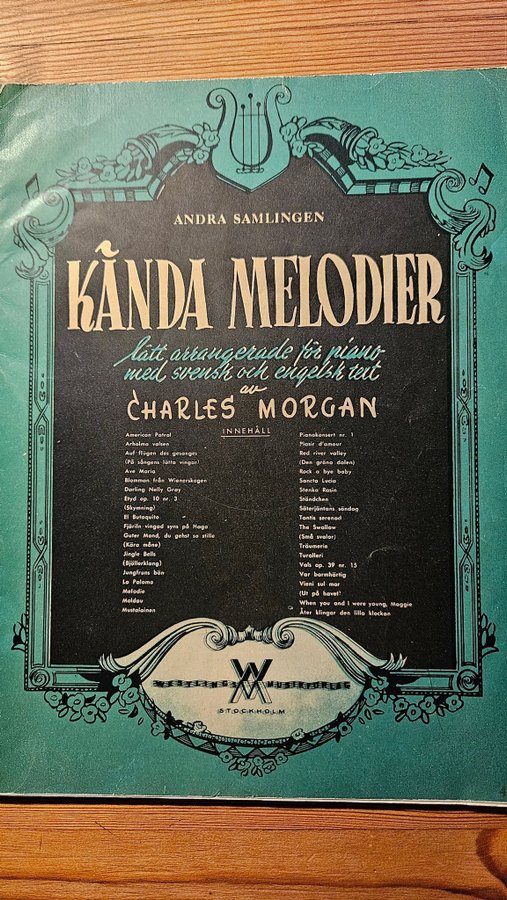 ANDRA SAMLINGEN
KÄNDA MELODIER
lätt arrangerade för piano
med svensk och engelsk text
av
CHARLES MORGAN
INNEHÅLL
American Patrol
Arholma valsen
Auf flügen des gesanges
(På sångens lätta vingar)
Ave Maria
Blomman från Wienerskogen
Darling Nelly Gray
Etyd op. 10 nr. 3
(Skymning)
El Butaquito
Fjäriln vingad syns på Haga
Guter Mond, du gehst so stille
(Kära måne)
Jingle Bells
(Bjällerklang)
Jungfruns bön
La Paloma
Melodie
Moldau
Mustalainen
Pianokonsert nr. 1
Plaisir d'amour
Red river valley
(Den gröna dalen)
Rock a bye baby
Sancta Lucia
Stenka Rasin
Ständchen
Säterjäntans söndag
Tantis serenad
The Swallow
(Små svalor)
Träumerie
Turalleri
Vals op. 39 nr. 15
Var barmhärtig
Vieni sul mar
(Ut på havet)
When you and I were young, Maggie
Åter klingar den lilla klockan
STOCKHOLM